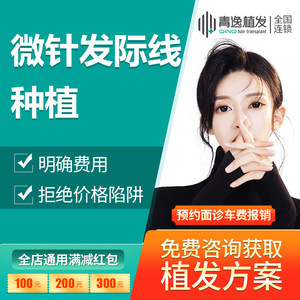 青逸植发
QINQ hair transplant
全国
连锁
微针发际线
种植
明确费用
拒绝价格陷阱
预约面诊车费报销
全店通用满减红包
100元
200元
300元
免费咨询获取
植发方案